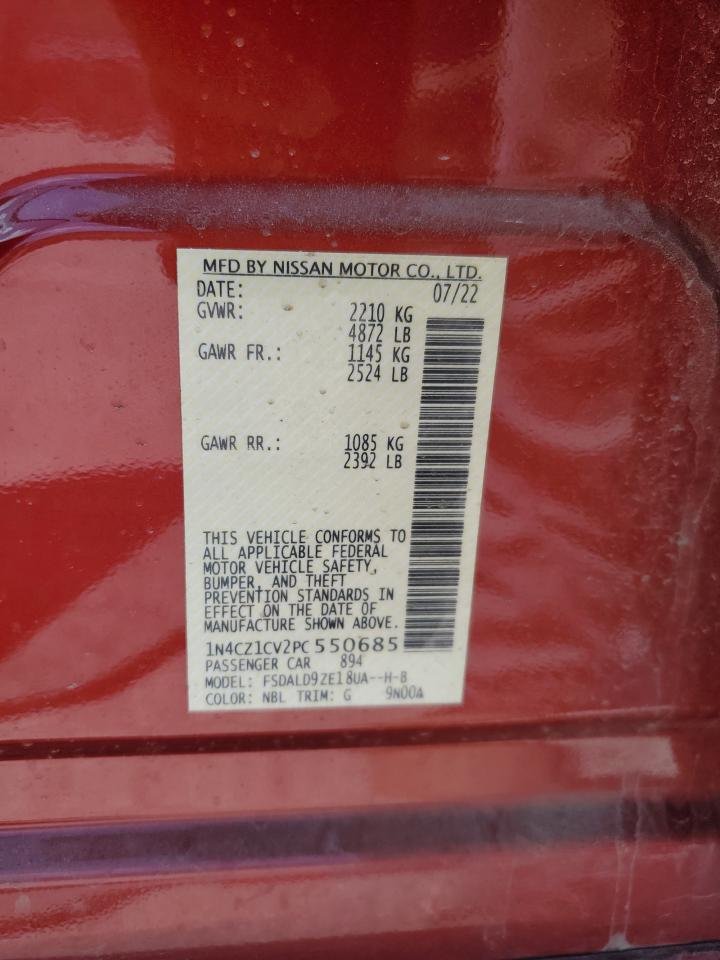 MFD BY NISSAN MOTOR CO., LTD.
DATE: 07/22
GVWR: 2210 KG
4872 LB
GAWR FR.: 1145 KG
2524 LB
GAWR RR.: 1085 KG
2392 LB
THIS VEHICLE CONFORMS TO
ALL APPLICABLE FEDERAL
MOTOR VEHICLE SAFETY,
BUMPER, AND THEFT
PREVENTION STANDARDS IN
EFFECT ON THE DATE OF
MANUFACTURE SHOWN ABOVE.
1N4CZ1CV2PC550685
PASSENGER CAR 894
MODEL: FSDALD9ZE18UA--H-B
COLOR: NBL TRIM: G 9N00A